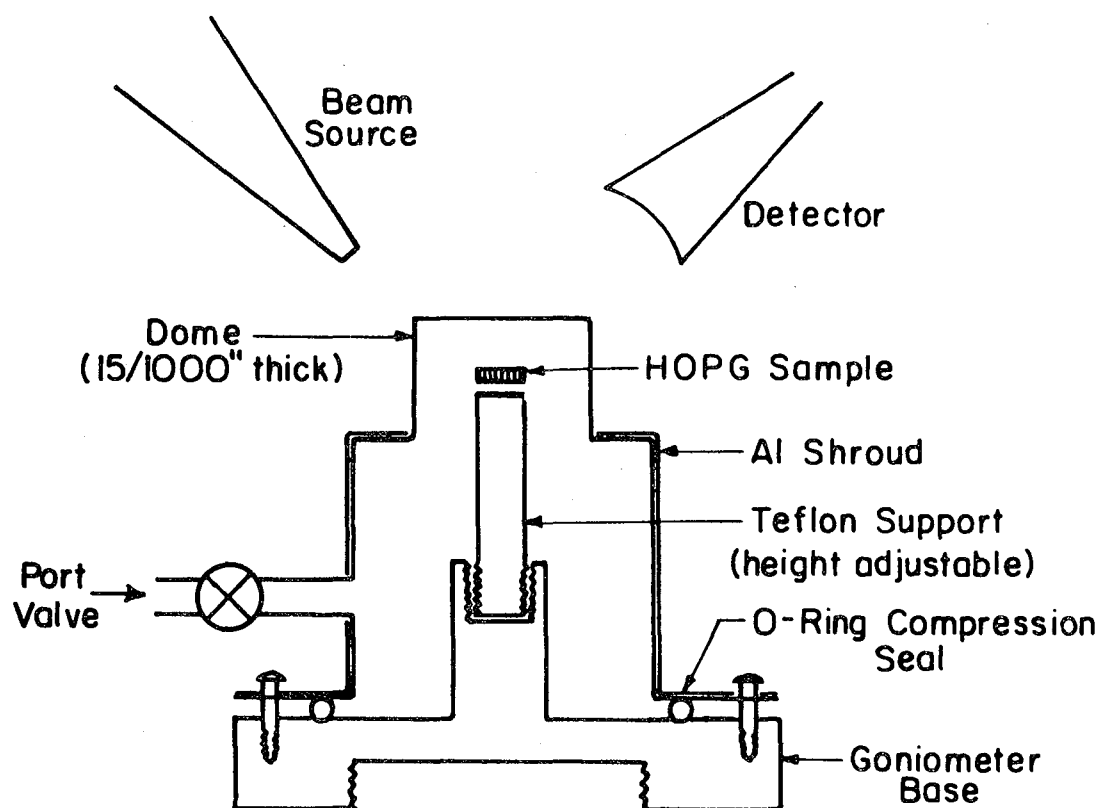 Beam
Source
Detector
Dome
(15/1000" thick)
HOPG Sample
Al Shroud
Teflon Support
(height adjustable)
Port
Valve
O-Ring Compression
Seal
Goniometer
Base